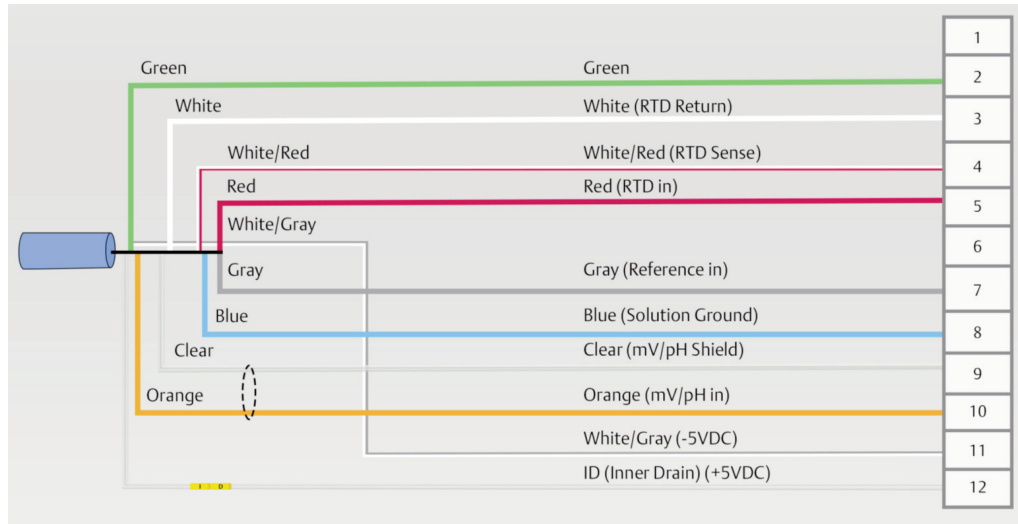 1
Green Green
2
White White (RTD Return)
3
White/Red White/Red (RTD Sense)
4
Red Red (RTD in)
5
White/Gray
6
Gray Gray (Reference in)
7
Blue Blue (Solution Ground)
8
Clear Clear (mV/pH Shield)
9
Orange Orange (mV/pH in)
10
White/Gray (-5VDC)
11
ID (Inner Drain) (+5VDC)
I D
12